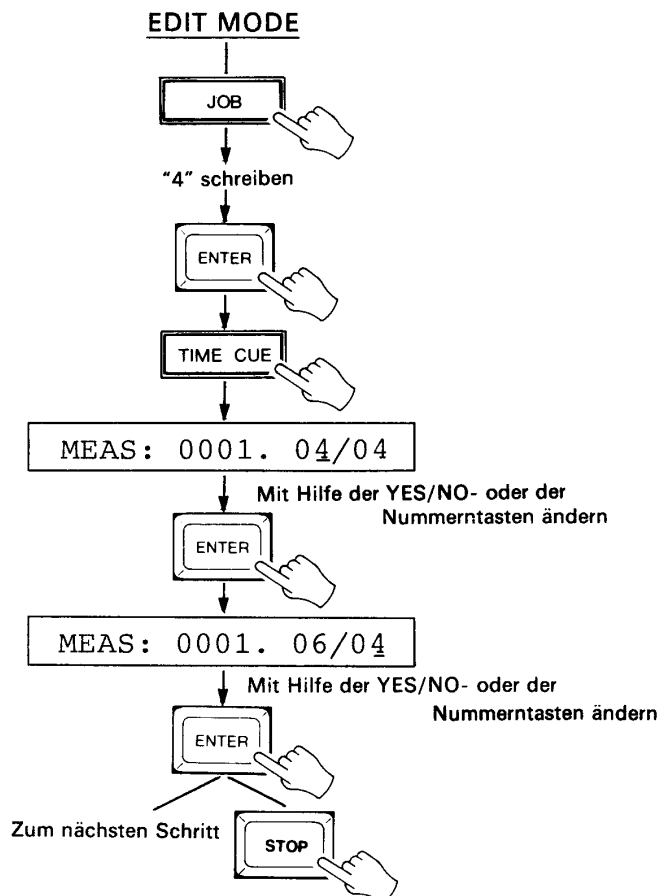 EDIT MODE
JOB
“4” schreiben
ENTER
TIME CUE
MEAS: 0001. 04/04
Mit Hilfe der YES/NO- oder der
Nummerntasten ändern
ENTER
MEAS: 0001. 06/04
Mit Hilfe der YES/NO- oder der
Nummerntasten ändern
ENTER
Zum nächsten Schritt
STOP